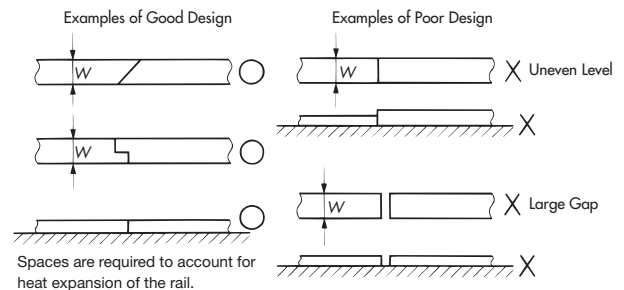 Examples of Good Design
W
W
Spaces are required to account for
heat expansion of the rail.
Examples of Poor Design
W
Uneven Level
W
Large Gap